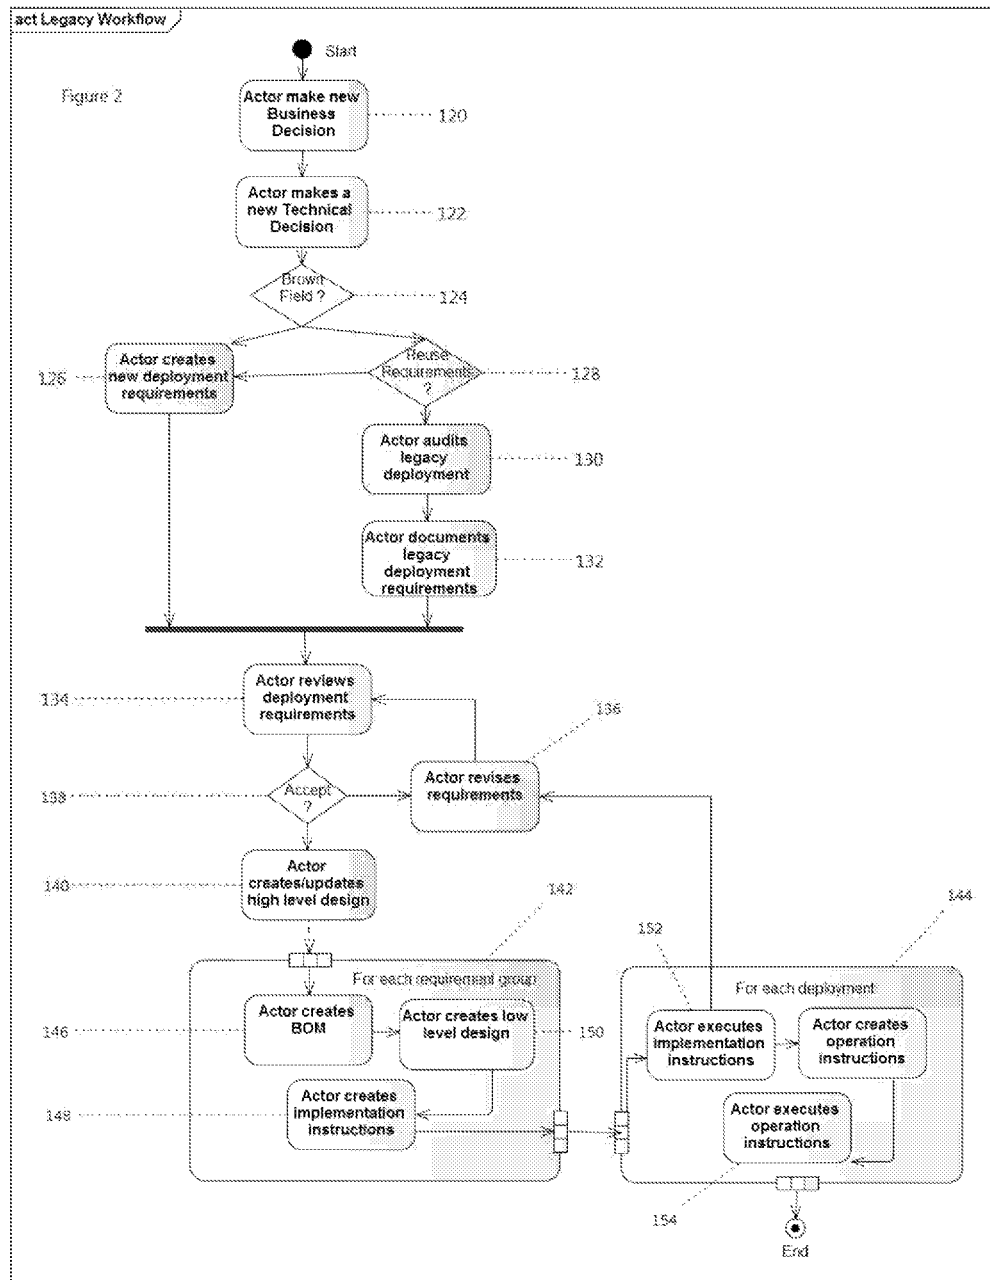 act Legacy Workflow
Start
Figure 2
Actor make new
Business
Decision
120
Actor makes a
new Technical
Decision
122
Brown
Field ?
124
Actor creates
new deployment
requirements
126
Reuse
Requirements
?
128
Actor audits
legacy
deployment
130
Actor documents
legacy
deployment
requirements
132
Actor reviews
deployment
requirements
134
136
Actor revises
requirements
Accept
?
138
Actor
creates/updates
high level design
140
142
144
152
For each requirement group
For each deployment
Actor creates
BOM
146
Actor creates low
level design
150
Actor executes
implementation
instructions
Actor creates
operation
instructions
Actor creates
implementation
instructions
148
Actor executes
operation
instructions
154
End